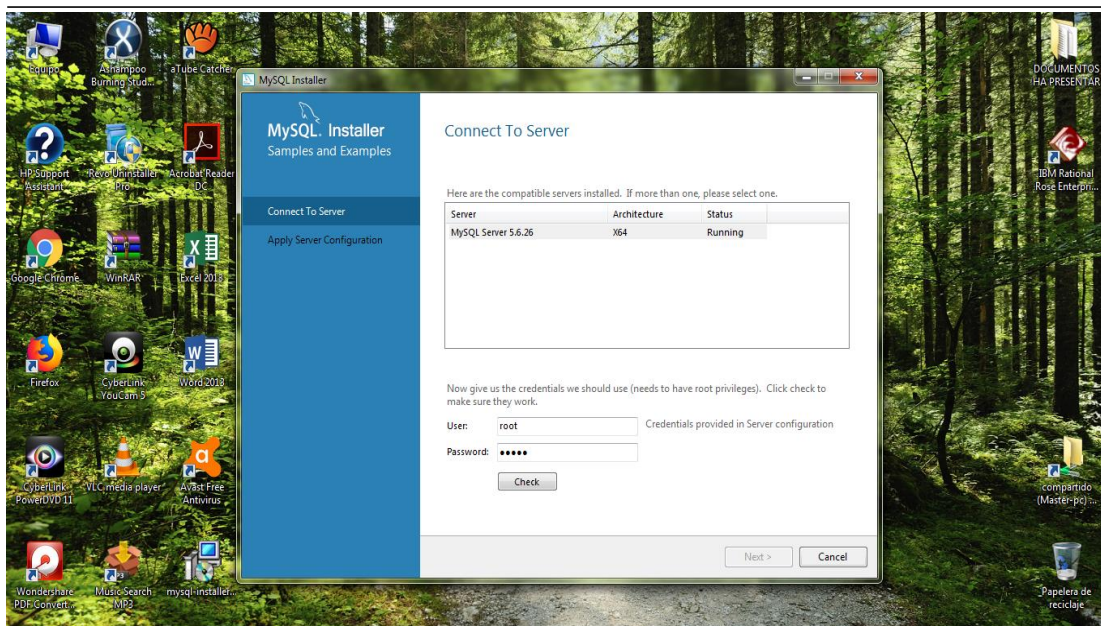 Equipo
Ashampoo
Burning Stud...
aTube Catcher
HP Support
Assistant
Revo Uninstaller
Pro
Acrobat Reader
DC
Google Chrome
WinRAR
Excel 2013
Firefox
CyberLink
YouCam 5
Word 2013
CyberLink
PowerDVD 11
VLC media player
Avast Free
Antivirus
Wondershare
PDF Convert...
Music Search
MP3
mysql-installer...
MySQL Installer
MySQL. Installer
Samples and Examples
Connect To Server
Apply Server Configuration
Connect To Server
Here are the compatible servers installed. If more than one, please select one.
Server Architecture Status
MySQL Server 5.6.26 X64 Running
Now give us the credentials we should use (needs to have root privileges). Click check to
make sure they work.
User: root Credentials provided in Server configuration
Password: •••••
Check
Next > Cancel
DOCUMENTOS
HA PRESENTAR
IBM Rational
Rose Enterpri...
compartido
(Master-pc) ...
Papelera de
reciclaje